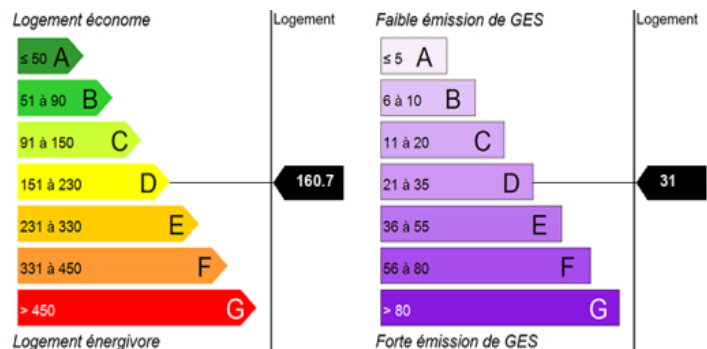 Logement économe
Logement
≤ 50 A
51 à 90 B
91 à 150 C
151 à 230 D
160.7
231 à 330 E
331 à 450 F
> 450 G
Logement énergivore
Faible émission de GES
Logement
≤ 5 A
6 à 10 B
11 à 20 C
21 à 35 D
31
36 à 55 E
56 à 80 F
> 80 G
Forte émission de GES